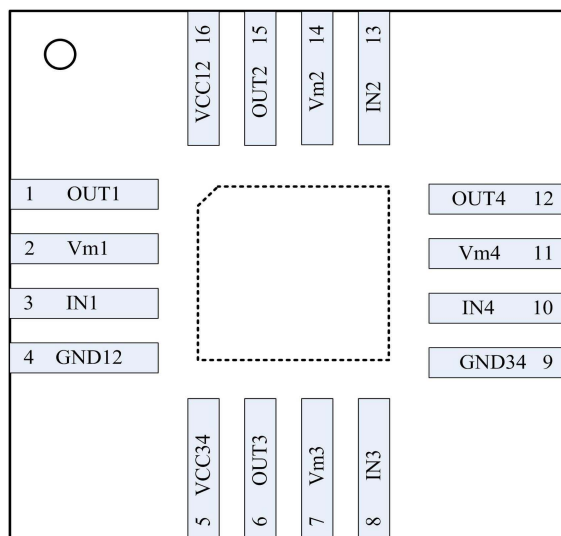 VCC12 16
OUT2 15
Vm2 14
IN2 13
1 OUT1
2 Vm1
3 IN1
4 GND12
OUT4 12
Vm4 11
IN4 10
GND34 9
5 VCC34
6 OUT3
7 Vm3
8 IN3